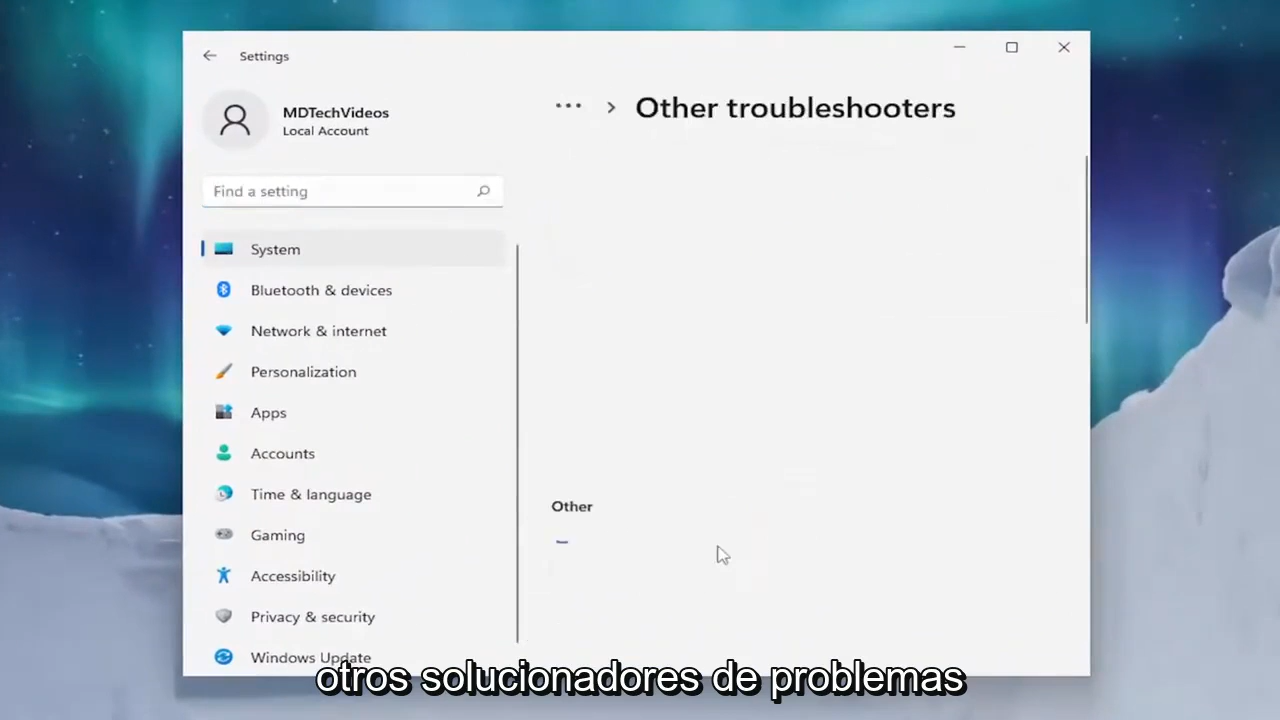 Settings
MDTechVideos
Local Account
Find a setting
System
Bluetooth & devices
Network & internet
Personalization
Apps
Accounts
Time & language
Gaming
Accessibility
Privacy & security
Windows Update
... > Other troubleshooters
Other
otros solucionadores de problemas